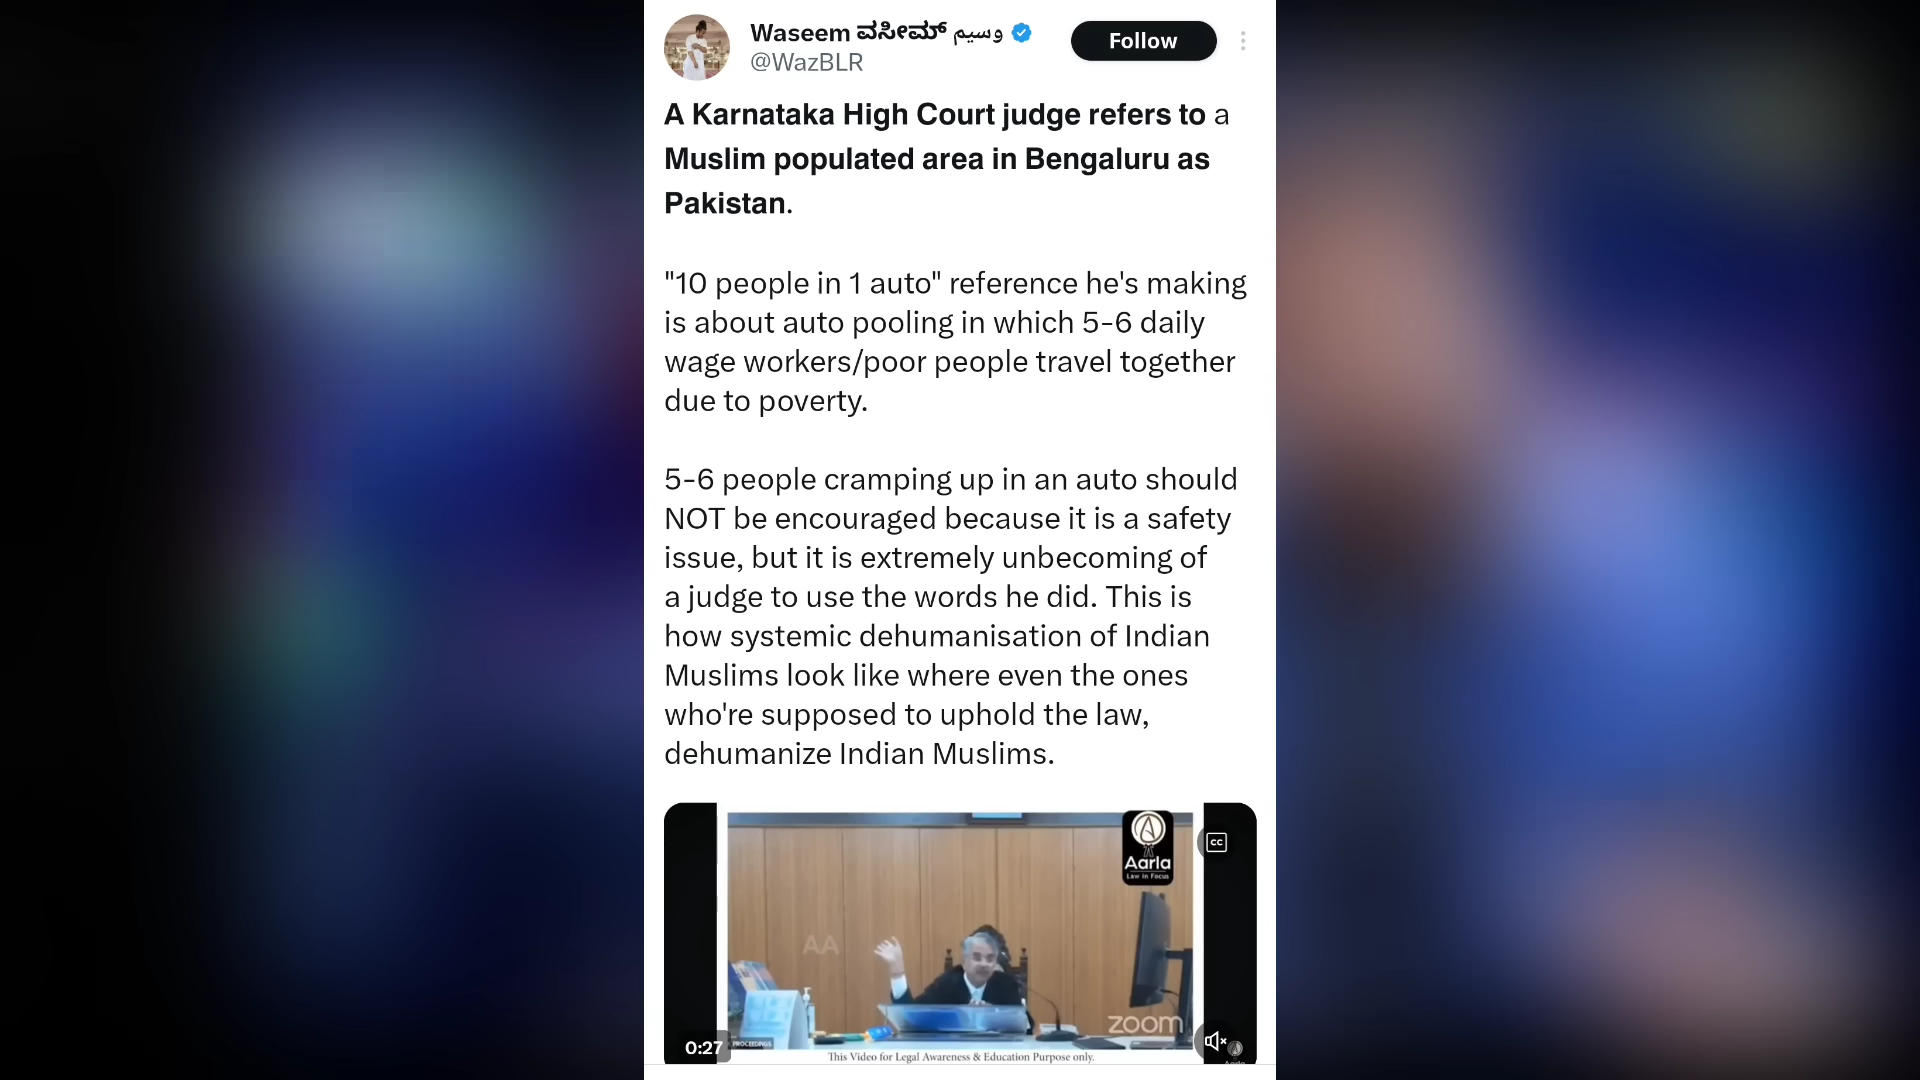 Waseem ವಸೀಮ್ وسيم
@WazBLR
Follow
A Karnataka High Court judge refers to a
Muslim populated area in Bengaluru as
Pakistan.
"10 people in 1 auto" reference he's making
is about auto pooling in which 5-6 daily
wage workers/poor people travel together
due to poverty.
5-6 people cramping up in an auto should
NOT be encouraged because it is a safety
issue, but it is extremely unbecoming of
a judge to use the words he did. This is
how systemic dehumanisation of Indian
Muslims look like where even the ones
who're supposed to uphold the law,
dehumanize Indian Muslims.
Aarla
Law in Focus
CC
AA
zoom
0:27
PROCEEDINGS
This Video for Legal Awareness & Education Purpose only.